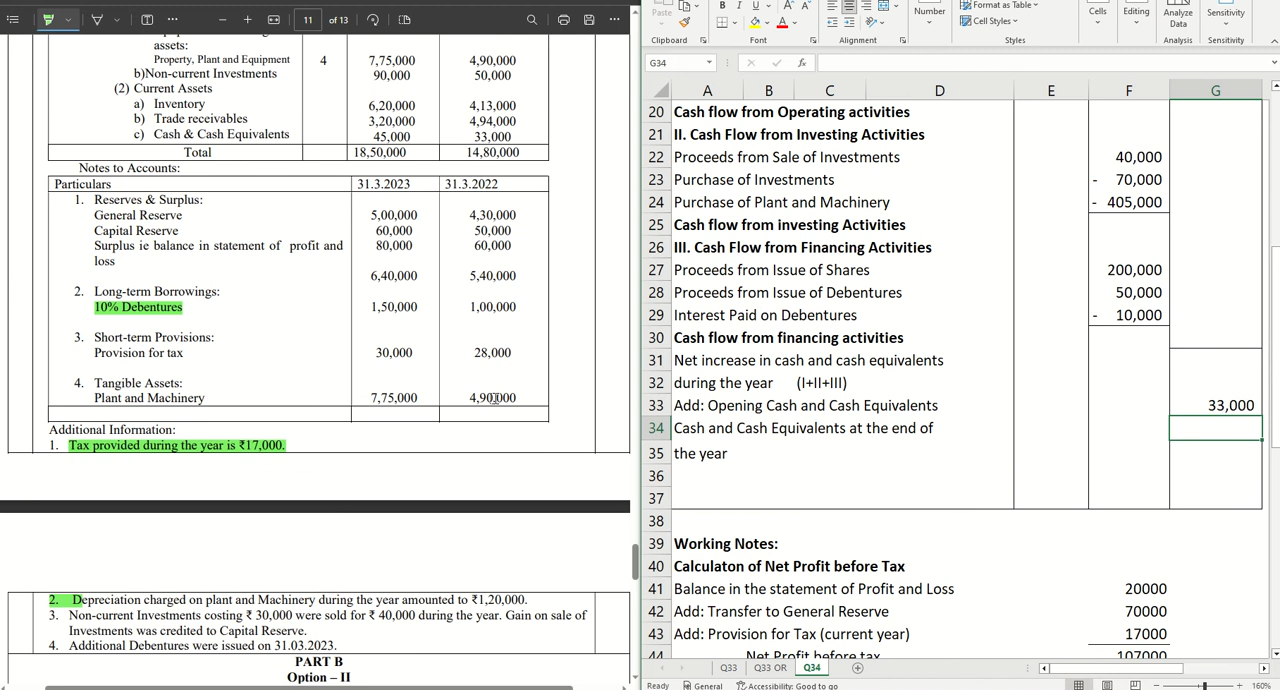 11 of 13
assets:
Property, Plant and Equipment 4 7,75,000 4,90,000
b)Non-current Investments 90,000 50,000
(2) Current Assets
a) Inventory 6,20,000 4,13,000
b) Trade receivables 3,20,000 4,94,000
c) Cash & Cash Equivalents 45,000 33,000
Total 18,50,000 14,80,000
Notes to Accounts:
Particulars 31.3.2023 31.3.2022
1. Reserves & Surplus:
General Reserve 5,00,000 4,30,000
Capital Reserve 60,000 50,000
Surplus ie balance in statement of profit and 80,000 60,000
loss
6,40,000 5,40,000
2. Long-term Borrowings:
10% Debentures 1,50,000 1,00,000
3. Short-term Provisions:
Provision for tax 30,000 28,000
4. Tangible Assets:
Plant and Machinery 7,75,000 4,90,000
Additional Information:
1. Tax provided during the year is ₹17,000.
2. Depreciation charged on plant and Machinery during the year amounted to ₹1,20,000.
3. Non-current Investments costing ₹ 30,000 were sold for ₹ 40,000 during the year. Gain on sale of
Investments was credited to Capital Reserve.
4. Additional Debentures were issued on 31.03.2023.
PART B
Option – II
Paste B I U A A Number Format as Table Cell Styles Cells Editing Analyze Data Sensitivity
Clipboard Font Alignment Styles Analysis Sensitivity
G34 fx
A B C D E F G
20 Cash flow from Operating activities
21 II. Cash Flow from Investing Activities
22 Proceeds from Sale of Investments 40,000
23 Purchase of Investments - 70,000
24 Purchase of Plant and Machinery - 405,000
25 Cash flow from investing Activities
26 III. Cash Flow from Financing Activities
27 Proceeds from Issue of Shares 200,000
28 Proceeds from Issue of Debentures 50,000
29 Interest Paid on Debentures - 10,000
30 Cash flow from financing activities
31 Net increase in cash and cash equivalents
32 during the year (I+II+III)
33 Add: Opening Cash and Cash Equivalents 33,000
34 Cash and Cash Equivalents at the end of
35 the year
36
37
38
39 Working Notes:
40 Calculaton of Net Profit before Tax
41 Balance in the statement of Profit and Loss 20000
42 Add: Transfer to General Reserve 70000
43 Add: Provision for Tax (current year) 17000
44 Net Profit before tax 107000
Q33 Q33 OR Q34
Ready General Accessibility: Good to go 160%